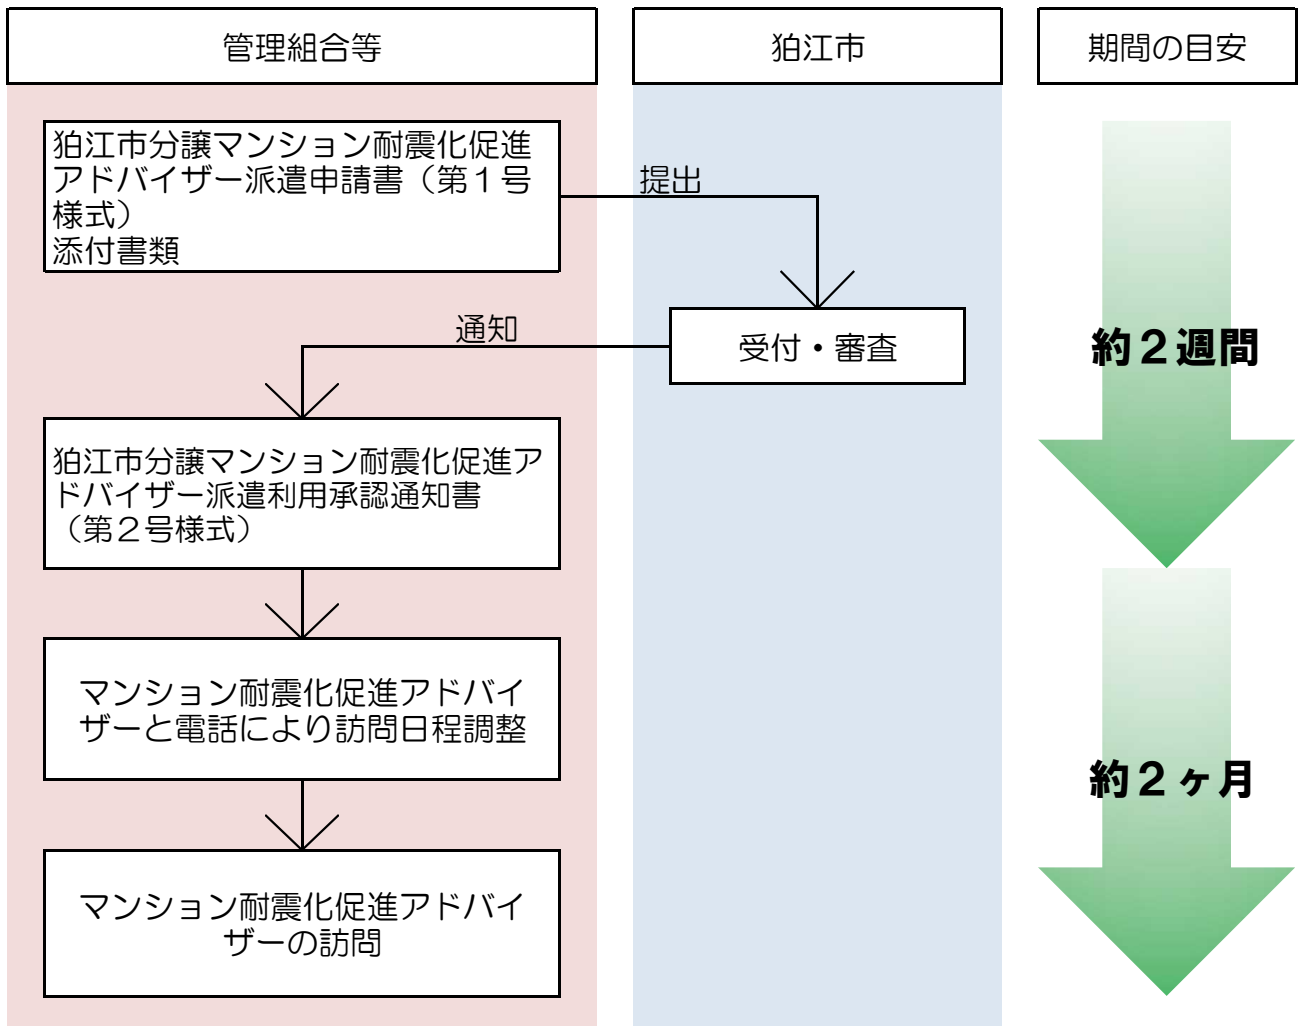 管理組合等
狛江市
期間の目安
狛江市分譲マンション耐震化促進
アドバイザー派遣申請書（第１号
様式）
添付書類
提出
受付・審査
通知
約２週間
狛江市分譲マンション耐震化促進ア
ドバイザー派遣利用承認通知書
（第２号様式）
マンション耐震化促進アドバイ
ザーと電話により訪問日程調整
約２ヶ月
マンション耐震化促進アドバイ
ザーの訪問